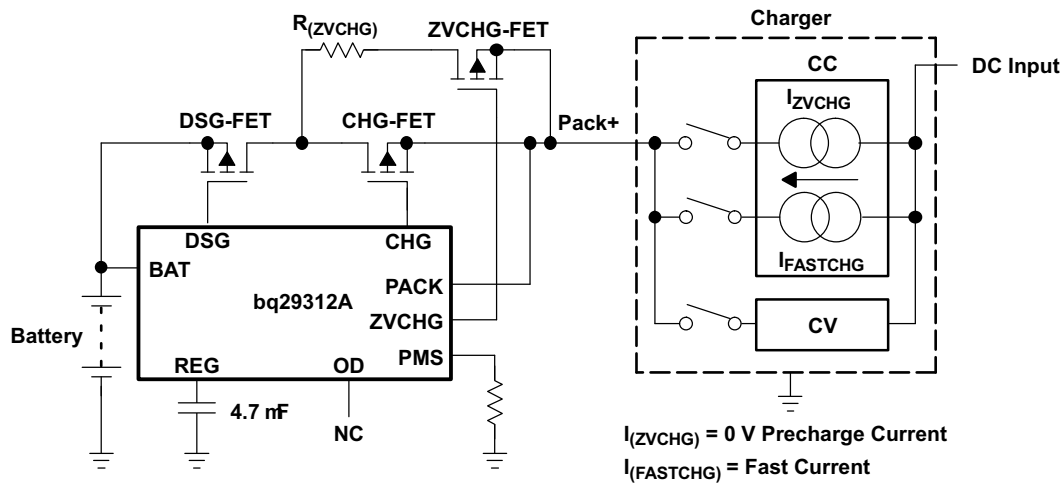 Charger
R(ZVCHG)
ZVCHG-FET
CC
DC Input
IZVCHG
DSG-FET
CHG-FET
Pack+
DSG
CHG
IFASTCHG
BAT
PACK
bq29312A
ZVCHG
CV
Battery
PMS
REG
OD
4.7 mF
NC
I(ZVCHG) = 0 V Precharge Current
I(FASTCHG) = Fast Current